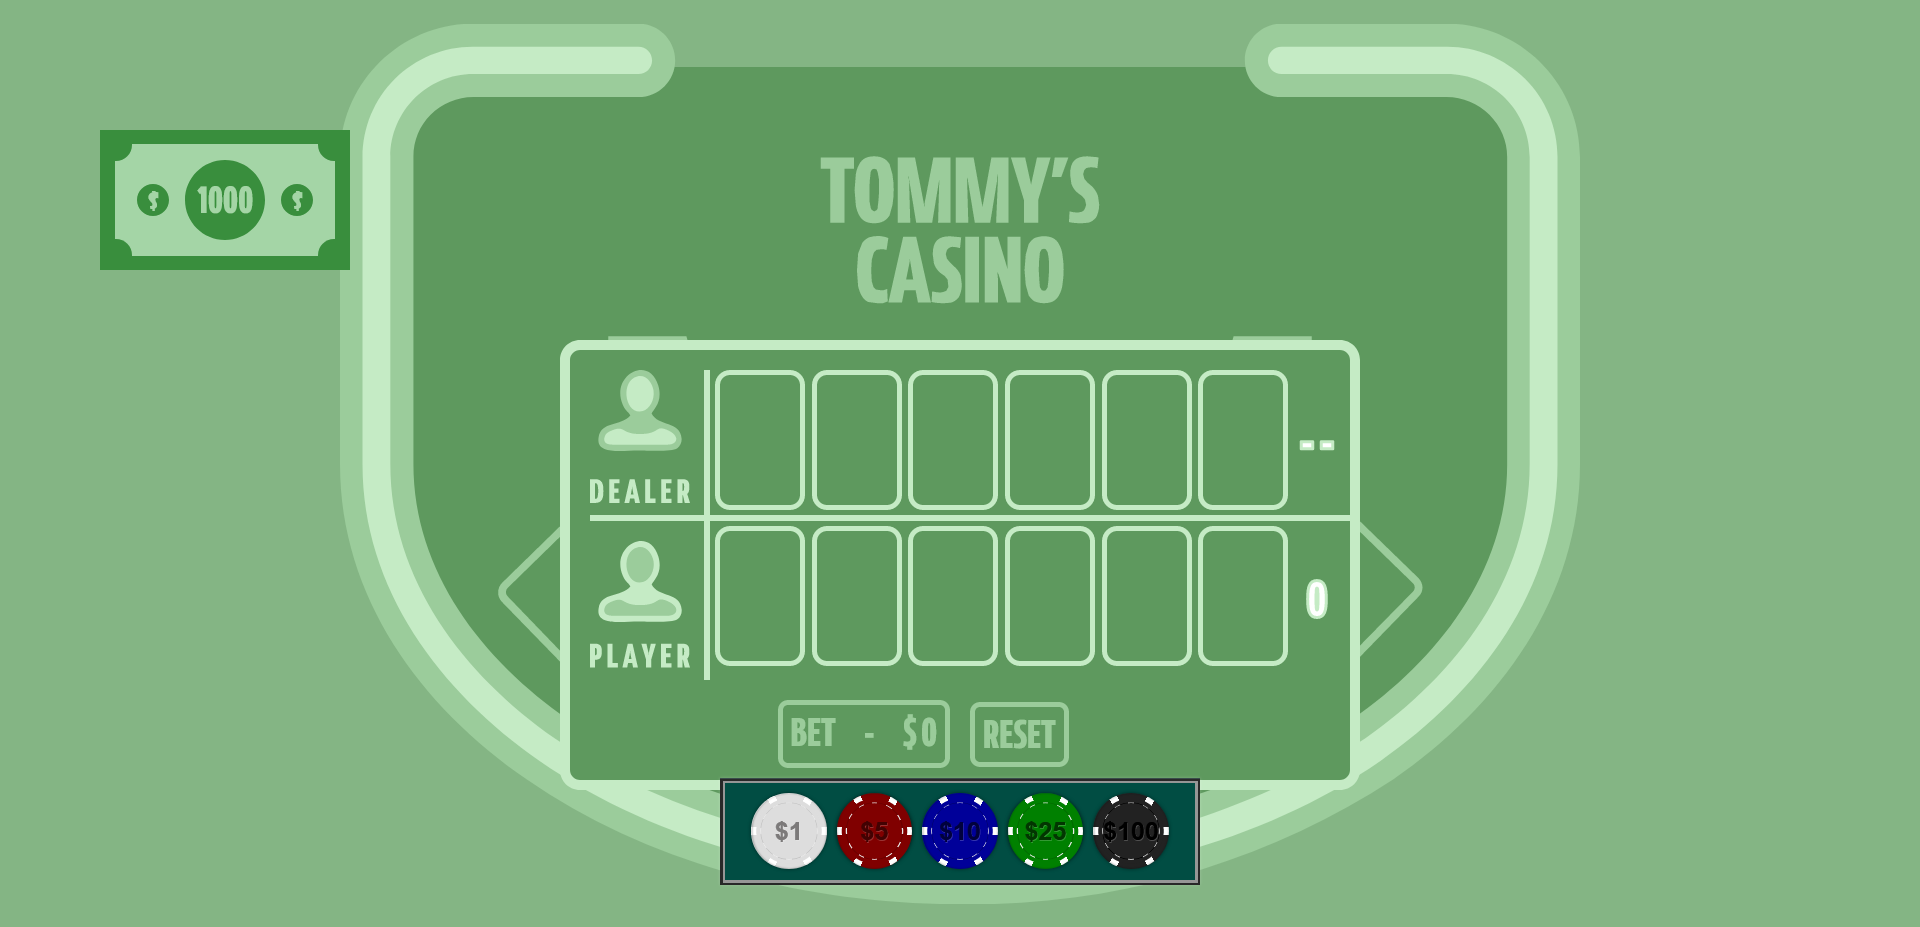 $ 1000 $
TOMMY'S
CASINO
DEALER
--
PLAYER
0
BET - $0
RESET
$1 $5 $10 $25 $100